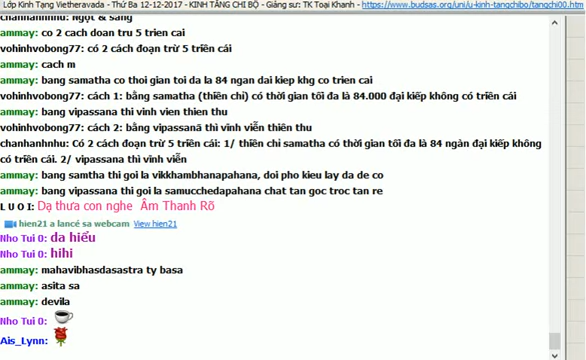 Lớp Kinh Tạng Vietheravada - Thứ Ba 12-12-2017 - KINH TĂNG CHI BỘ - Giảng sư: TK Toại Khanh - https://www.budsas.org/uni/u-kinh-tangchibo/tangchi00.htm
chanhanhnhu: ngọt & sang
ammay: co 2 cach doan tru 5 trien cai
vohinhvobong77: có 2 cách đoạn trừ 5 triền cái
ammay: cach m
ammay: bang samatha co thoi gian toi da la 84 ngan dai kiep khg co trien cai
vohinhvobong77: cách 1: bằng samatha (thiền chỉ) có thời gian tối đa là 84.000 đại kiếp không có triền cái
ammay: bang vipassana thi vinh vien thien thu
vohinhvobong77: cách 2: bằng vipassanā thì vĩnh viễn thiên thu
chanhanhnhu: Có 2 cách đoạn trừ 5 triền cái: 1/ thiền chỉ samatha có thời gian tối đa là 84 ngàn đại kiếp không
có triền cái. 2/ vipassana thì vĩnh viễn
ammay: bang samtha thi goi la vikkhambhanapahana, doi pho kieu lay da de co
ammay: bang vipassana thi goi la samucchedapahana chat tan goc troc tan re
L U O I: Dạ thưa con nghe Âm Thanh Rõ
hien21 a lancé sa webcam View hien21
Nho Tui 0: da hiểu
Nho Tui 0: hihi
ammay: mahavibhasdasastra ty basa
ammay: asita sa
ammay: devila
Nho Tui 0:
Ais_Lynn: